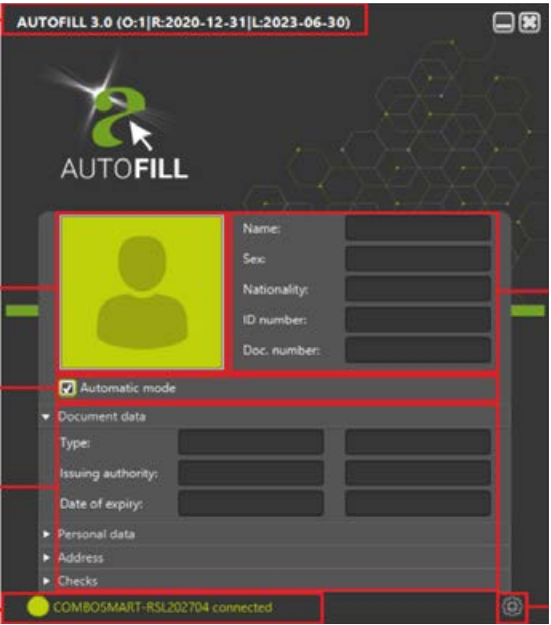 AUTOFILL 3.0 (O:1|R:2020-12-31|L:2023-06-30)
a
AUTOFILL
Name:
Sex:
Nationality:
ID number:
Doc. number:
Automatic mode
Document data
Type:
Issuing authority:
Date of expiry:
Personal data
Address
Checks
COMBOSMART-RSL202704 connected